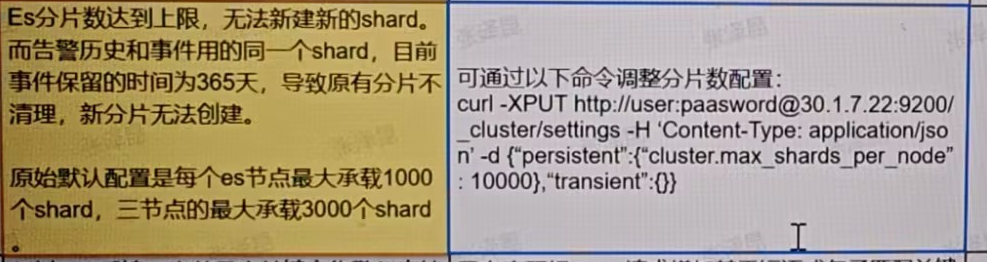 Es分片数达到上限，无法新建新的shard。
而告警历史和事件用的同一个shard，目前
事件保留的时间为365天，导致原有分片不
清理，新分片无法创建。
原始默认配置是每个es节点最大承载1000
个shard，三节点的最大承载3000个shard
。
可通过以下命令调整分片数配置：
curl -XPUT http://user:paasword@30.1.7.22:9200/
_cluster/settings -H ‘Content-Type: application/jso
n’ -d {“persistent”:{“cluster.max_shards_per_node”
: 10000},“transient”:{}}